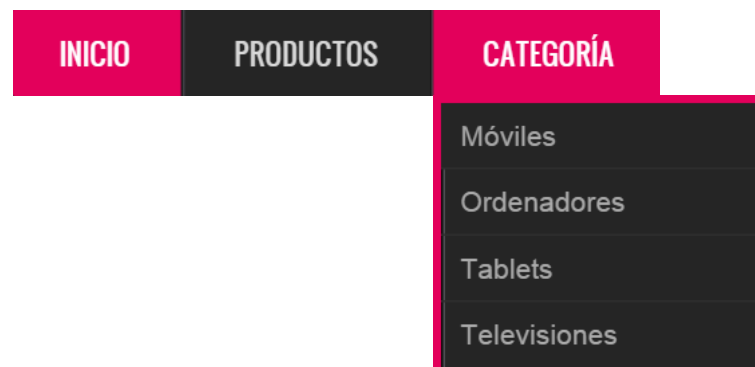 INICIO PRODUCTOS CATEGORÍA
Móviles
Ordenadores
Tablets
Televisiones